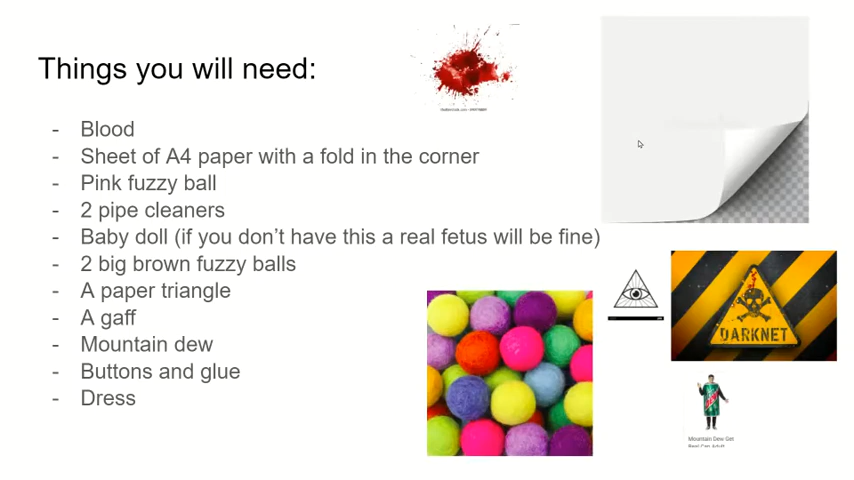 Things you will need:
- Blood
- Sheet of A4 paper with a fold in the corner
- Pink fuzzy ball
- 2 pipe cleaners
- Baby doll (if you don’t have this a real fetus will be fine)
- 2 big brown fuzzy balls
- A paper triangle
- A gaff
- Mountain dew
- Buttons and glue
- Dress
DARKNET
Mountain Dew Get